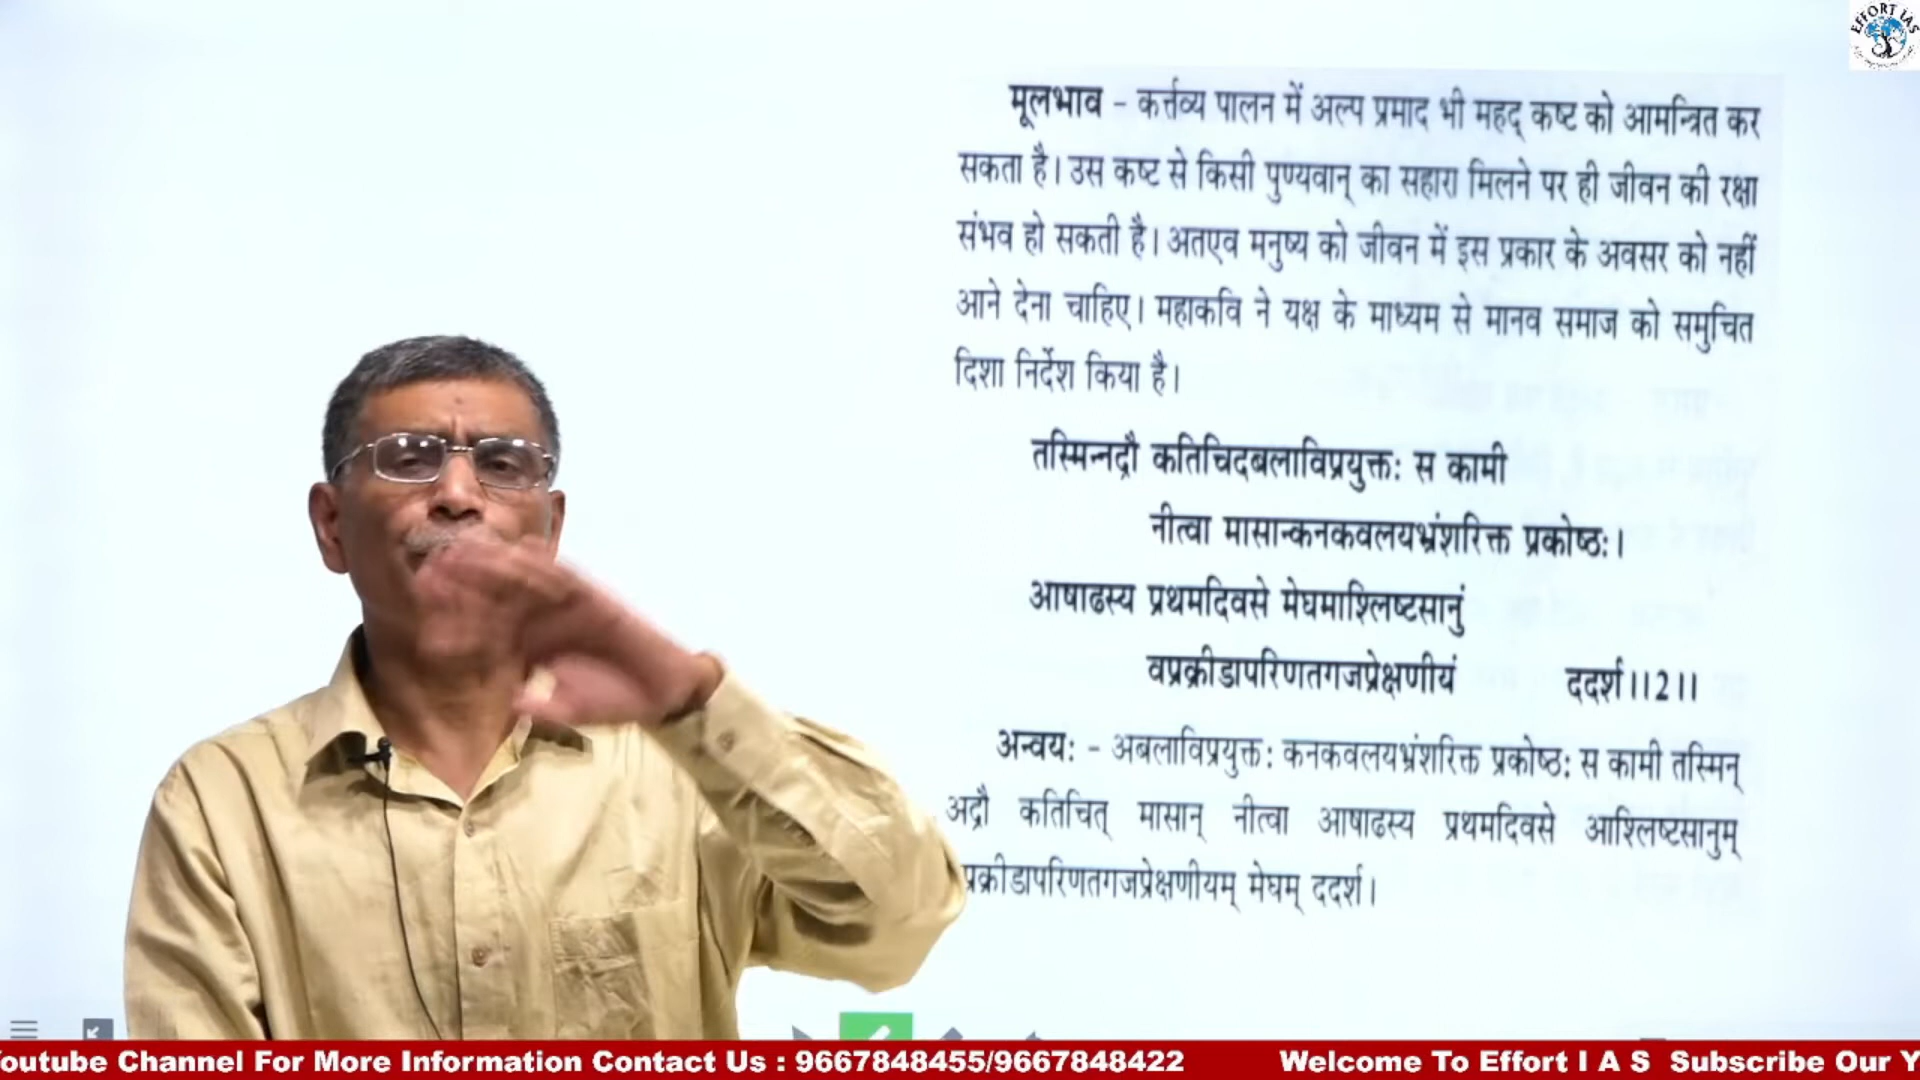 EFFORT IAS
मूलभाव - कर्त्तव्य पालन में अल्प प्रमाद भी महद् कष्ट को आमन्त्रित कर
सकता है। उस कष्ट से किसी पुण्यवान् का सहारा मिलने पर ही जीवन की रक्षा
संभव हो सकती है। अतएव मनुष्य को जीवन में इस प्रकार के अवसर को नहीं
आने देना चाहिए। महाकवि ने यक्ष के माध्यम से मानव समाज को समुचित
दिशा निर्देश किया है।
तस्मिन्नद्रौ कतिचिदबलाविप्रयुक्तः स कामी
नीत्वा मासान्कनकवलयभ्रंशरिक्त प्रकोष्ठः।
आषाढस्य प्रथमदिवसे मेघमाश्लिष्टसानुं
वप्रक्रीडापरिणतगजप्रेक्षणीयं ददर्श।।2।।
अन्वयः - अबलाविप्रयुक्तः कनकवलयभ्रंशरिक्त प्रकोष्ठः स कामी तस्मिन्
अद्रौ कतिचित् मासान् नीत्वा आषाढस्य प्रथमदिवसे आश्लिष्टसानुम्
प्रक्रीडापरिणतगजप्रेक्षणीयम् मेघम् ददर्श।
outube Channel For More Information Contact Us : 9667848455/9667848422 Welcome To Effort I A S Subscribe Our Y